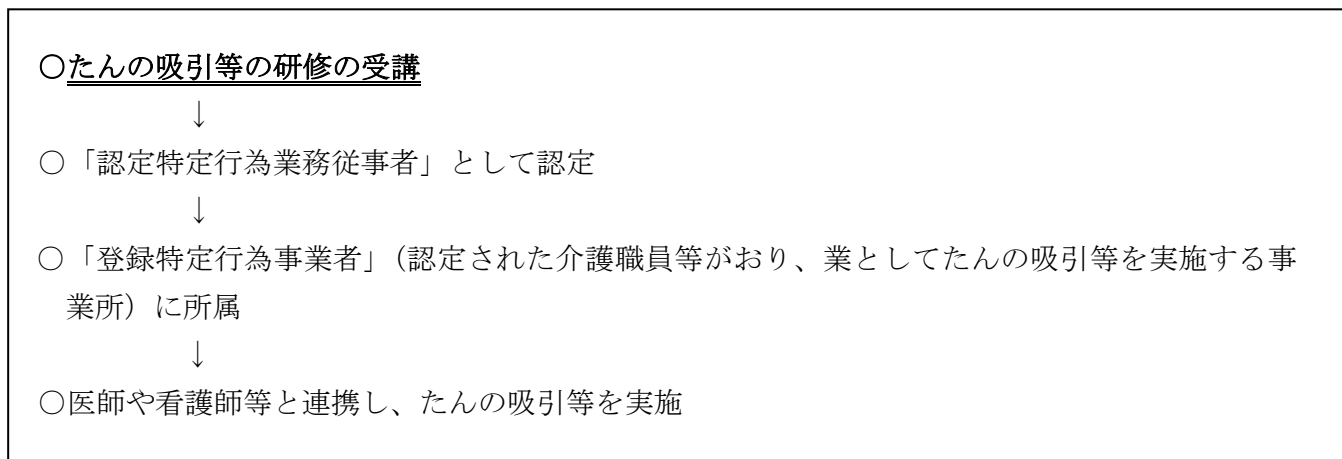 ○たんの吸引等の研修の受講
↓
○「認定特定行為業務従事者」として認定
↓
○「登録特定行為事業者」（認定された介護職員等がおり、業としてたんの吸引等を実施する事
業所）に所属
↓
○医師や看護師等と連携し、たんの吸引等を実施